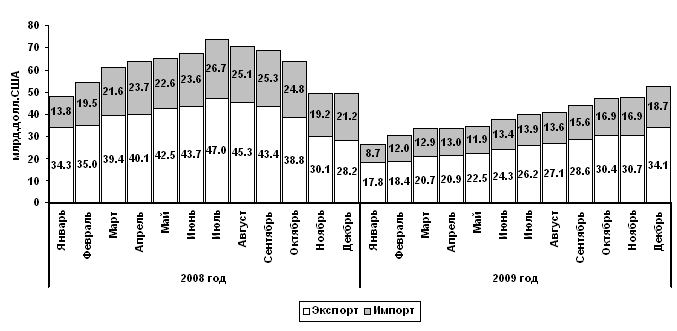 млрд.долл.США
80
70
60
50
40
30
20
10
0
13.8 19.5 21.6 23.7 22.6 23.6 26.7 25.1 25.3 24.8 19.2 21.2 8.7 12.0 12.9 13.0 11.9 13.4 13.9 13.6 15.6 16.9 16.9 18.7
34.3 35.0 39.4 40.1 42.5 43.7 47.0 45.3 43.4 38.8 30.1 28.2 17.8 18.4 20.7 20.9 22.5 24.3 26.2 27.1 28.6 30.4 30.7 34.1
Январь Февраль Март Апрель Май Июнь Июль Август Сентябрь Октябрь Ноябрь Декбрь Январь Февраль Март Апрель Май Июнь Июль Август Сентябрь Октябрь Ноябрь Декбрь
2008 год 2009 год
Экспорт Импорт